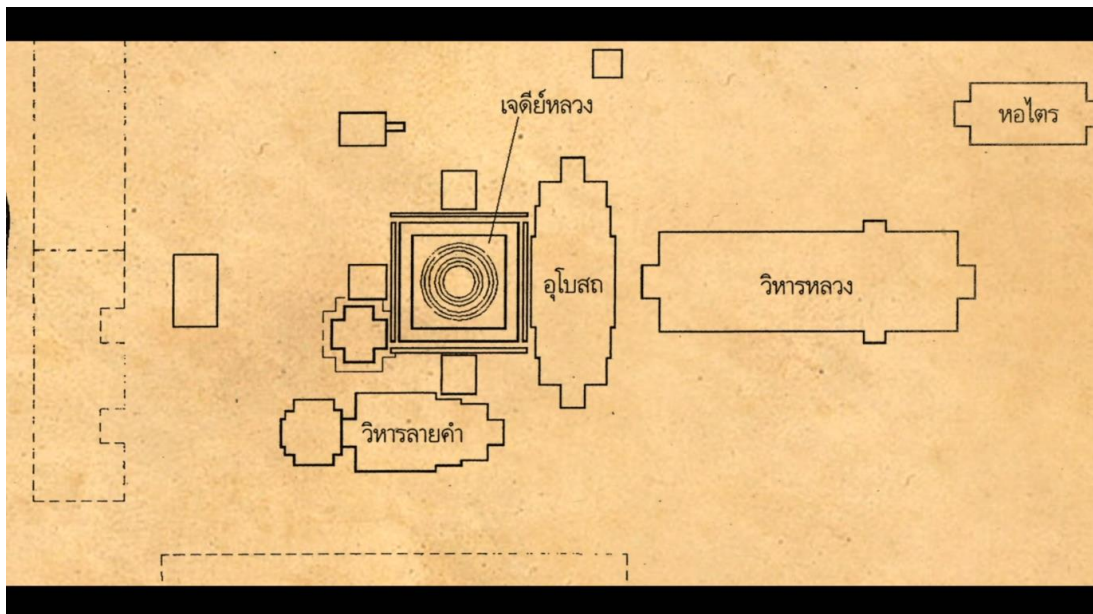 เจดีย์หลวง
หอไตร
อุโบสถ
วิหารหลวง
วิหารลายคำ